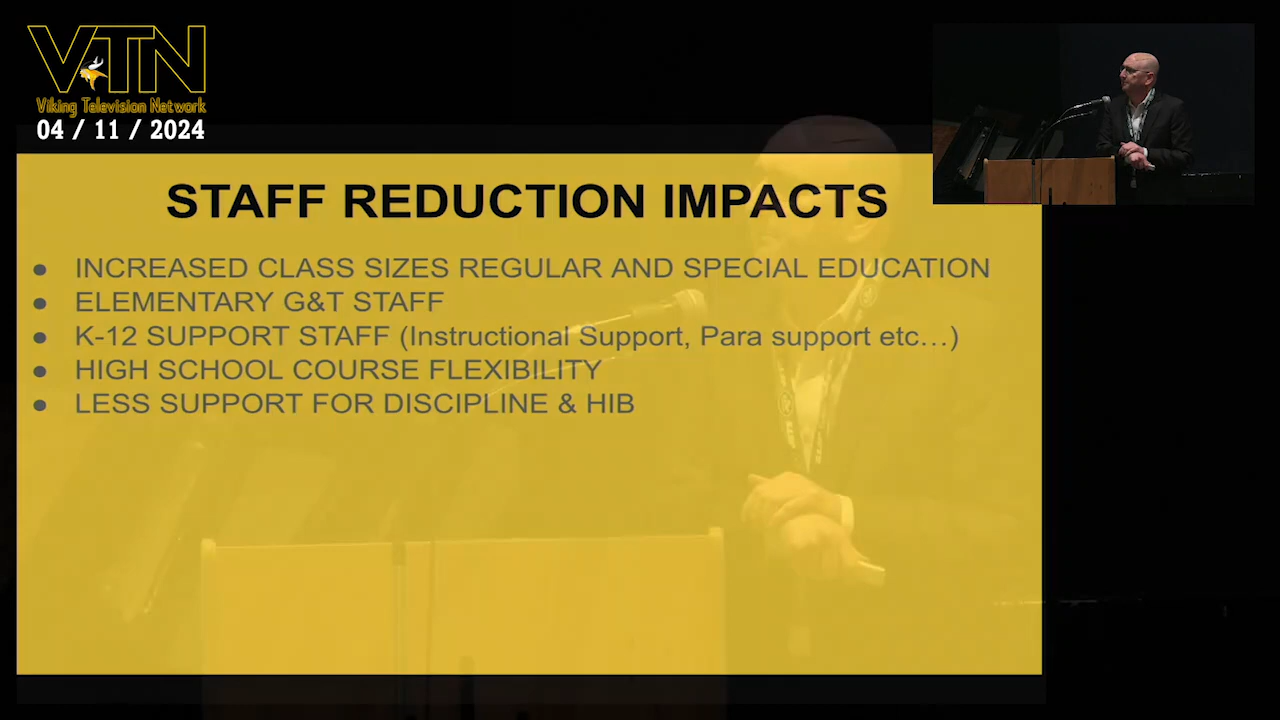 VTN
Viking Television Network
04 / 11 / 2024
STAFF REDUCTION IMPACTS
● INCREASED CLASS SIZES REGULAR AND SPECIAL EDUCATION
● ELEMENTARY G&T STAFF
● K-12 SUPPORT STAFF (Instructional Support, Para support etc…)
● HIGH SCHOOL COURSE FLEXIBILITY
● LESS SUPPORT FOR DISCIPLINE & HIB